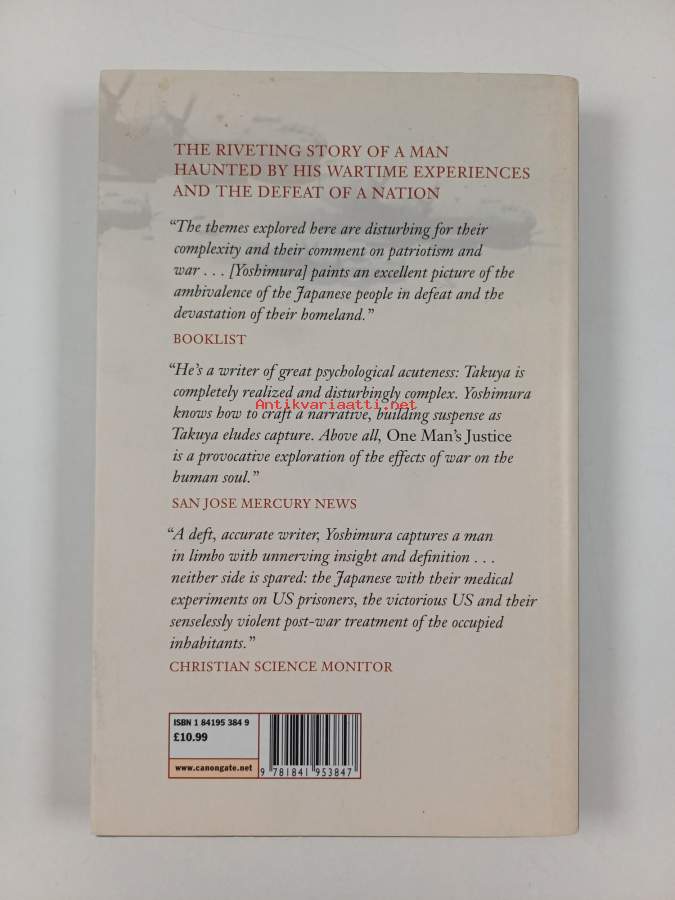 THE RIVETING STORY OF A MAN
HAUNTED BY HIS WARTIME EXPERIENCES
AND THE DEFEAT OF A NATION
“The themes explored here are disturbing for their
complexity and their comment on patriotism and
war . . . [Yoshimura] paints an excellent picture of the
ambivalence of the Japanese people in defeat and the
devastation of their homeland.”
BOOKLIST
“He’s a writer of great psychological acuteness: Takuya is
completely realized and disturbingly complex. Yoshimura
Antikvariaatti.net
knows how to craft a narrative, building suspense as
Takuya eludes capture. Above all, One Man’s Justice
is a provocative exploration of the effects of war on the
human soul.”
SAN JOSE MERCURY NEWS
“A deft, accurate writer, Yoshimura captures a man
in limbo with unnerving insight and definition . . .
neither side is spared: the Japanese with their medical
experiments on US prisoners, the victorious US and their
senselessly violent post-war treatment of the occupied
inhabitants.”
CHRISTIAN SCIENCE MONITOR
ISBN 1 84195 384 9
£10.99
www.canongate.net
9 781841 953847